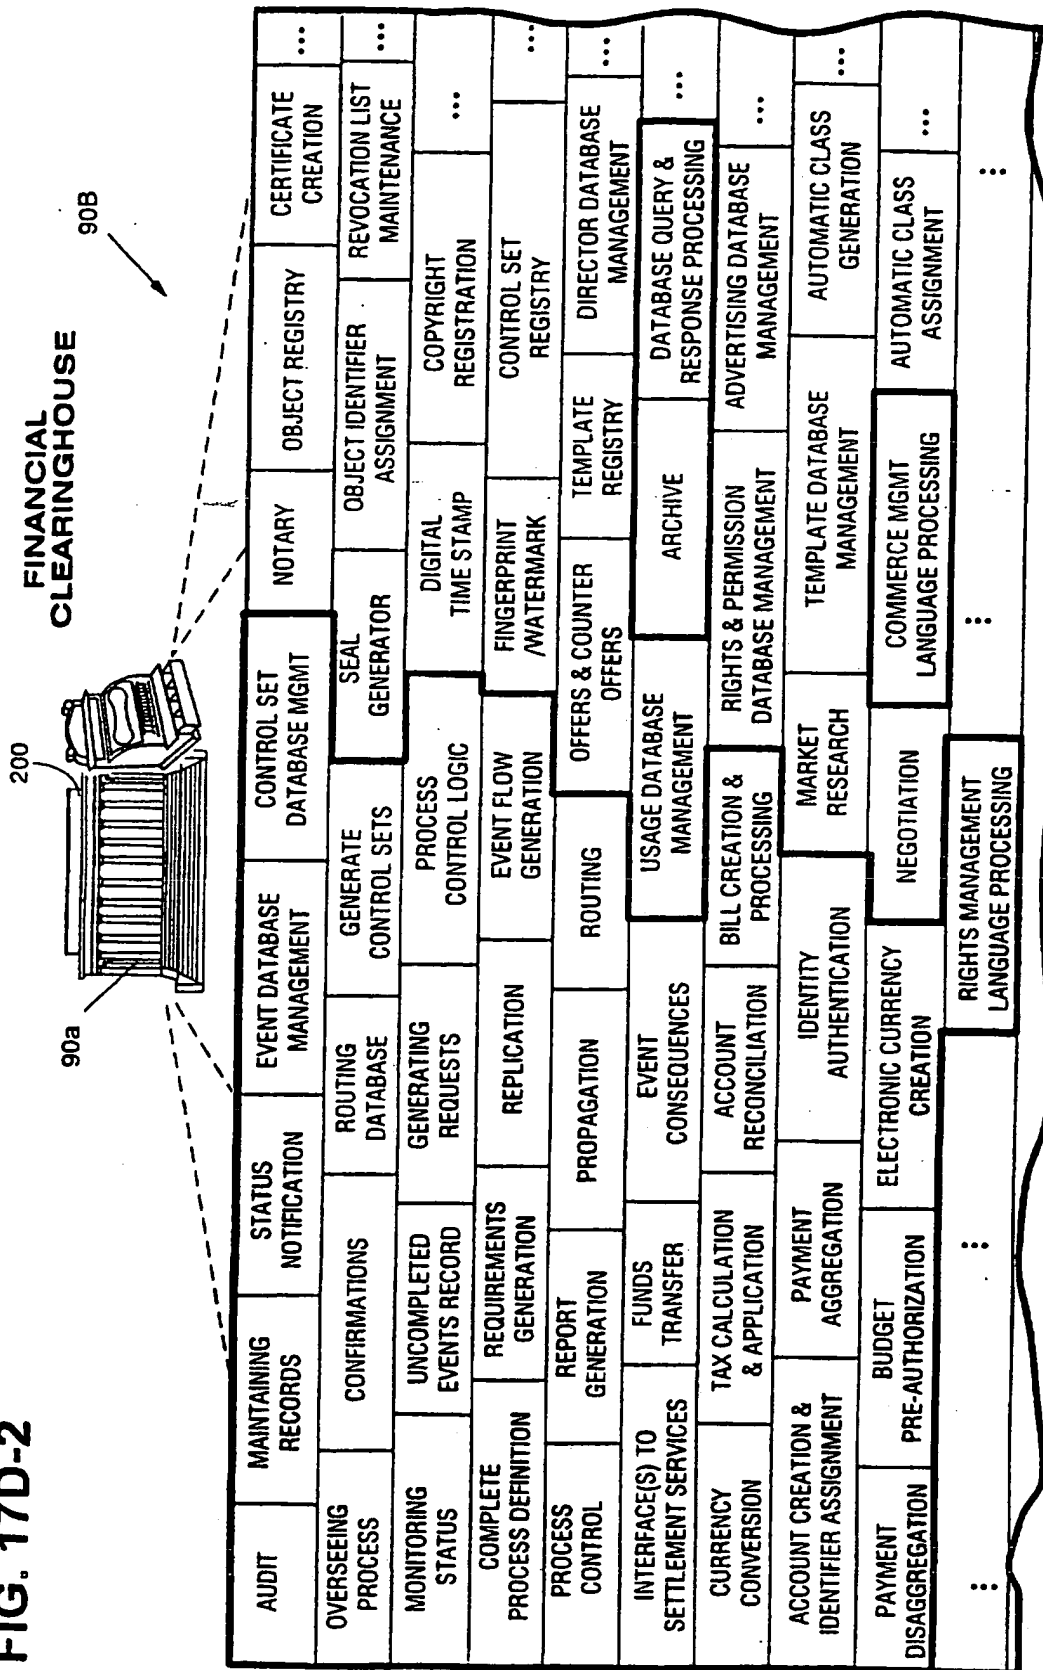 FIG. 17D-2
FINANCIAL
CLEARINGHOUSE
200
90a
90B
AUDIT
MAINTAINING
RECORDS
STATUS
NOTIFICATION
EVENT DATABASE
MANAGEMENT
CONTROL SET
DATABASE MGMT
NOTARY
OBJECT REGISTRY
CERTIFICATE
CREATION
...
OVERSEEING
PROCESS
CONFIRMATIONS
ROUTING
DATABASE
GENERATE
CONTROL SETS
SEAL
GENERATOR
OBJECT IDENTIFIER
ASSIGNMENT
REVOCATION LIST
MAINTENANCE
...
MONITORING
STATUS
UNCOMPLETED
EVENTS RECORD
GENERATING
REQUESTS
PROCESS
CONTROL LOGIC
DIGITAL
TIME STAMP
COPYRIGHT
REGISTRATION
...
COMPLETE
PROCESS DEFINITION
REQUIREMENTS
GENERATION
REPLICATION
EVENT FLOW
GENERATION
FINGERPRINT
/WATERMARK
CONTROL SET
REGISTRY
...
PROCESS
CONTROL
REPORT
GENERATION
PROPAGATION
ROUTING
OFFERS & COUNTER
OFFERS
TEMPLATE
REGISTRY
DIRECTOR DATABASE
MANAGEMENT
...
INTERFACE(S) TO
SETTLEMENT SERVICES
FUNDS
TRANSFER
EVENT
CONSEQUENCES
USAGE DATABASE
MANAGEMENT
ARCHIVE
DATABASE QUERY &
RESPONSE PROCESSING
...
CURRENCY
CONVERSION
TAX CALCULATION
& APPLICATION
ACCOUNT
RECONCILIATION
BILL CREATION &
PROCESSING
RIGHTS & PERMISSION
DATABASE MANAGEMENT
ADVERTISING DATABASE
MANAGEMENT
...
ACCOUNT CREATION &
IDENTIFIER ASSIGNMENT
PAYMENT
AGGREGATION
IDENTITY
AUTHENTICATION
MARKET
RESEARCH
TEMPLATE DATABASE
MANAGEMENT
AUTOMATIC CLASS
GENERATION
...
PAYMENT
DISAGGREGATION
BUDGET
PRE-AUTHORIZATION
ELECTRONIC CURRENCY
CREATION
NEGOTIATION
COMMERCE MGMT
LANGUAGE PROCESSING
AUTOMATIC CLASS
ASSIGNMENT
...
...
...
RIGHTS MANAGEMENT
LANGUAGE PROCESSING
...
...